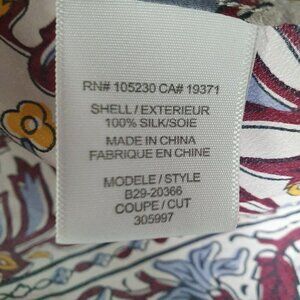 RN# 105230 CA# 19371
SHELL / EXTERIEUR
100% SILK/SOIE
MADE IN CHINA
FABRIQUE EN CHINE
MODELE / STYLE
B29-20366
COUPE / CUT
305997